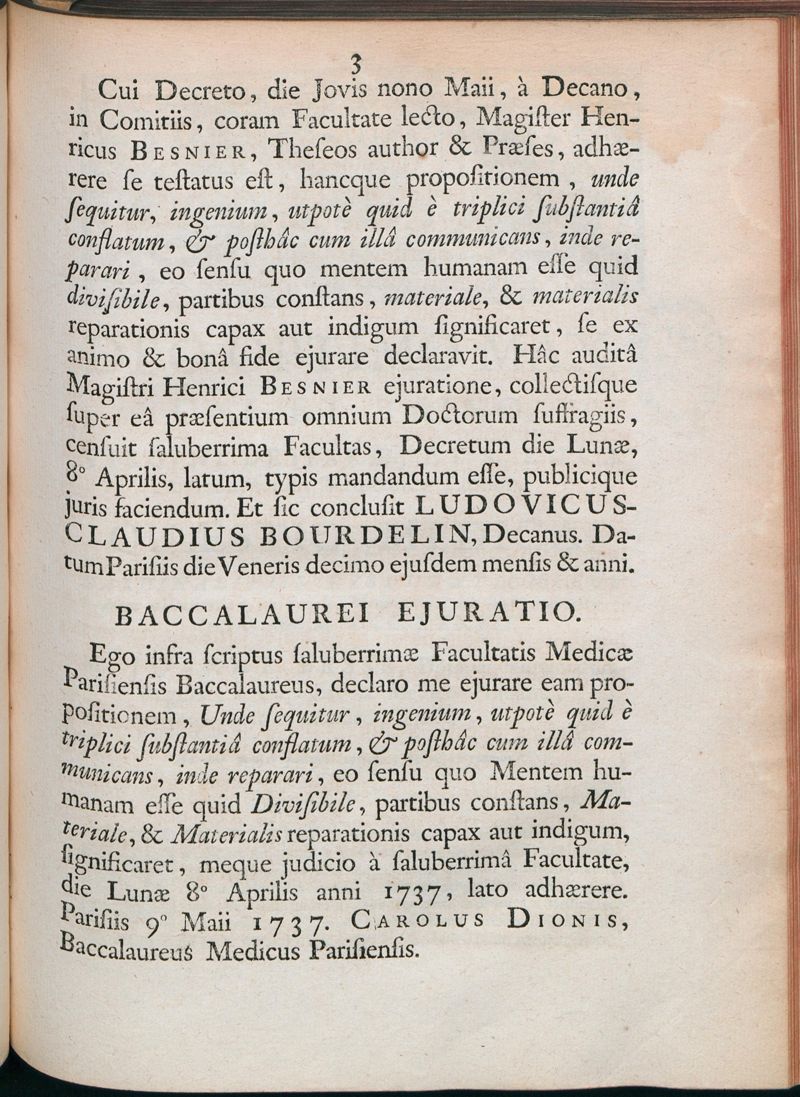 3
Cui Decreto, die Jovis nono Maii, à Decano,
in Comitiis, coram Facultate lecto, Magiſter Hen-
ricus BESNIER, Theſeos author & Præſes, adhæ-
rere ſe teſtatus eſt, hancque propoſitionem, unde
ſequitur, ingenium, utpotè quid è triplici ſubſtantiâ
conflatum, & poſthâc cum illâ communicans, inde re-
parari, eo ſenſu quo mentem humanam eſſe quid
diviſibile, partibus conſtans, materiale, & materialis
reparationis capax aut indigum ſignificaret, ſe ex
animo & bonâ fide ejurare declaravit. Hâc auditâ
Magiſtri Henrici BESNIER ejuratione, collectiſque
ſuper eâ præſentium omnium Doctorum ſuffragiis,
cenſuit ſaluberrima Facultas, Decretum die Lunæ,
8° Aprilis, latum, typis mandandum eſſe, publicique
juris faciendum. Et ſic concluſit LUDOVICUS-
CLAUDIUS BOURDELIN, Decanus. Da-
tum Pariſiis die Veneris decimo ejuſdem menſis & anni.
BACCALAUREI EJURATIO.
Ego infra ſcriptus ſaluberrimæ Facultatis Medicæ
Pariſienſis Baccalaureus, declaro me ejurare eam pro-
poſitionem, Unde ſequitur, ingenium, utpotè quid è
triplici ſubſtantiâ conflatum, & poſthâc cum illâ com-
municans, inde reparari, eo ſenſu quo Mentem hu-
manam eſſe quid Diviſibile, partibus conſtans, Ma-
teriale, & Materialis reparationis capax aut indigum,
ſignificaret, meque judicio à ſaluberrimâ Facultate,
die Lunæ 8° Aprilis anni 1737, lato adhærere.
Pariſiis 9° Maii 1737. CAROLUS DIONIS,
Baccalaureus Medicus Pariſienſis.